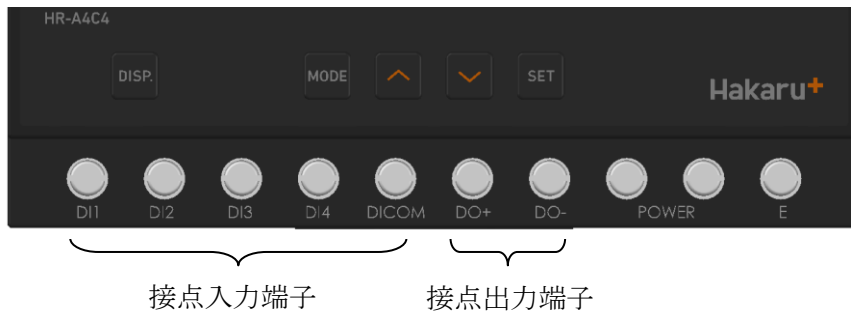 HR-A4C4
DISP. MODE SET
Hakaru+
DI1 DI2 DI3 DI4 DICOM DO+ DO- POWER E
接点入力端子 接点出力端子